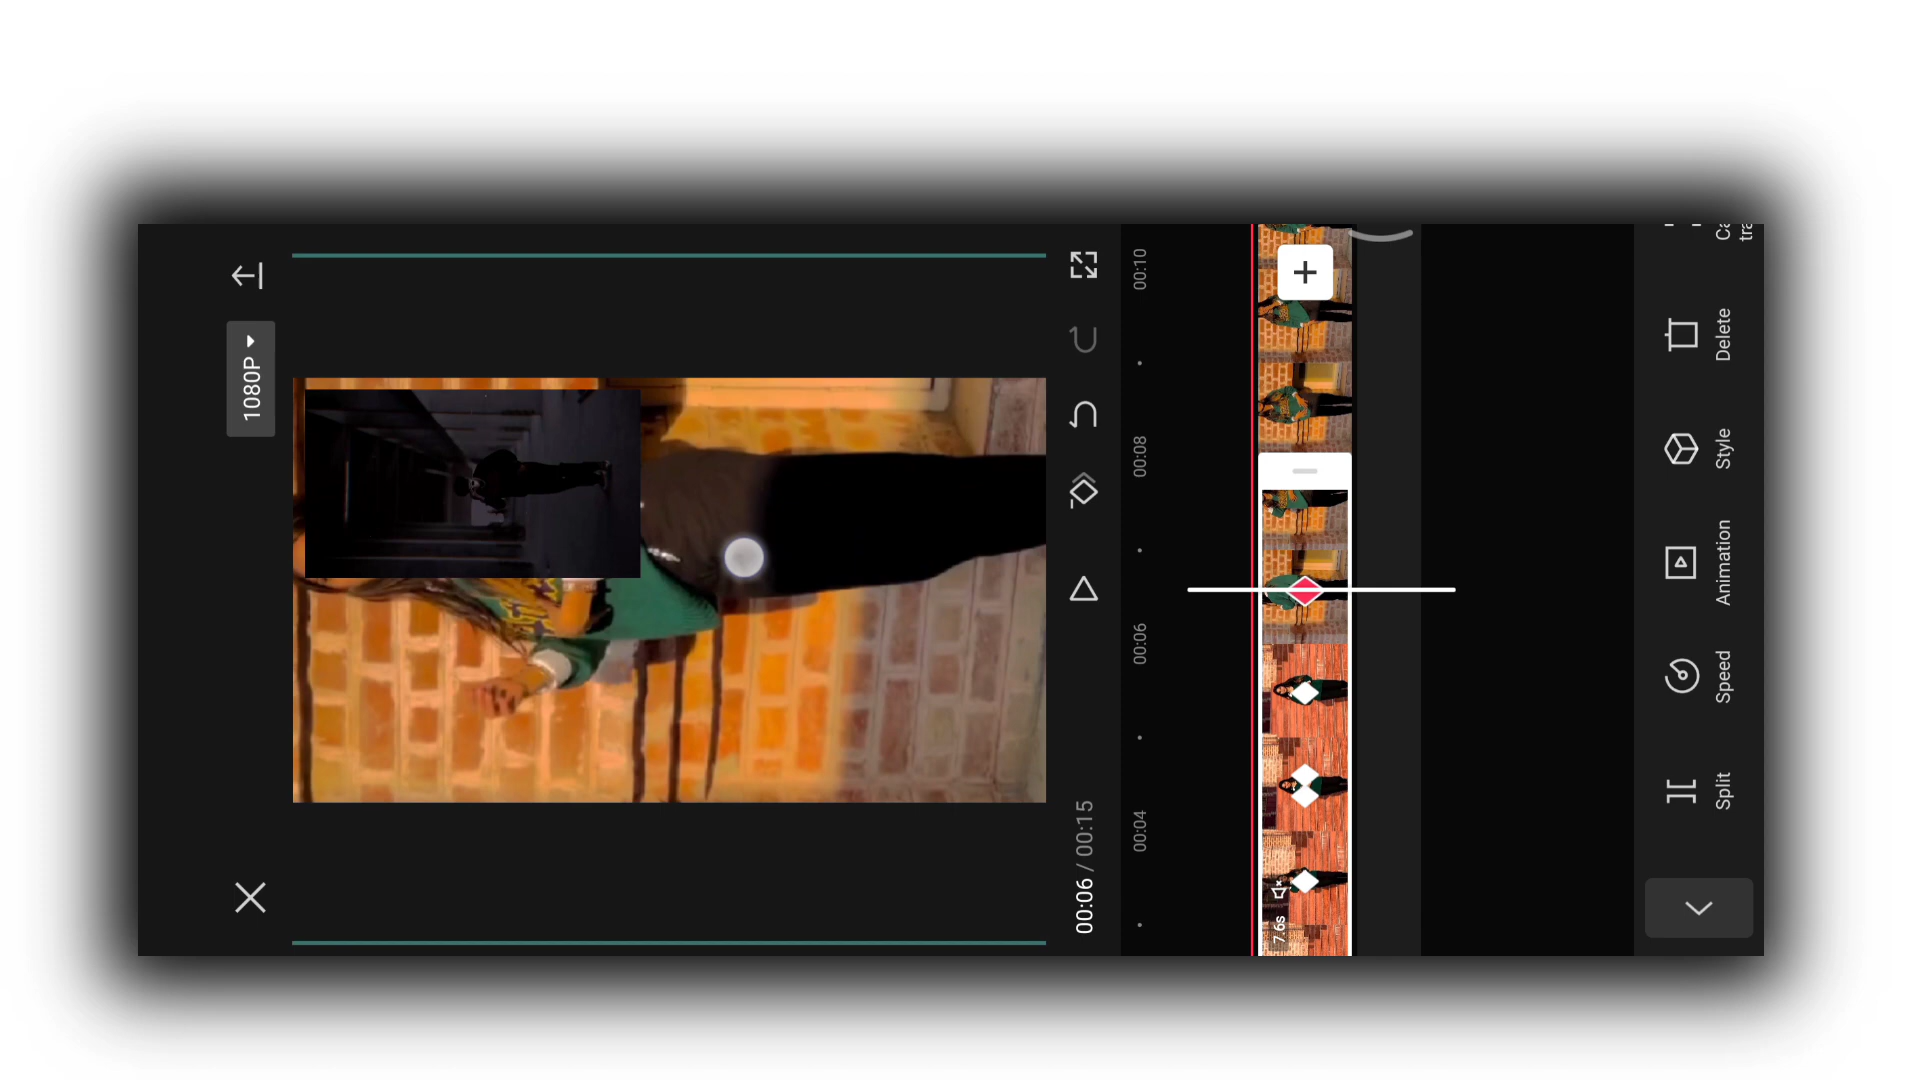 1080P
00:06 / 00:15
00:04
00:06
00:08
00:10
7.6s
Split
Speed
Animation
Style
Delete